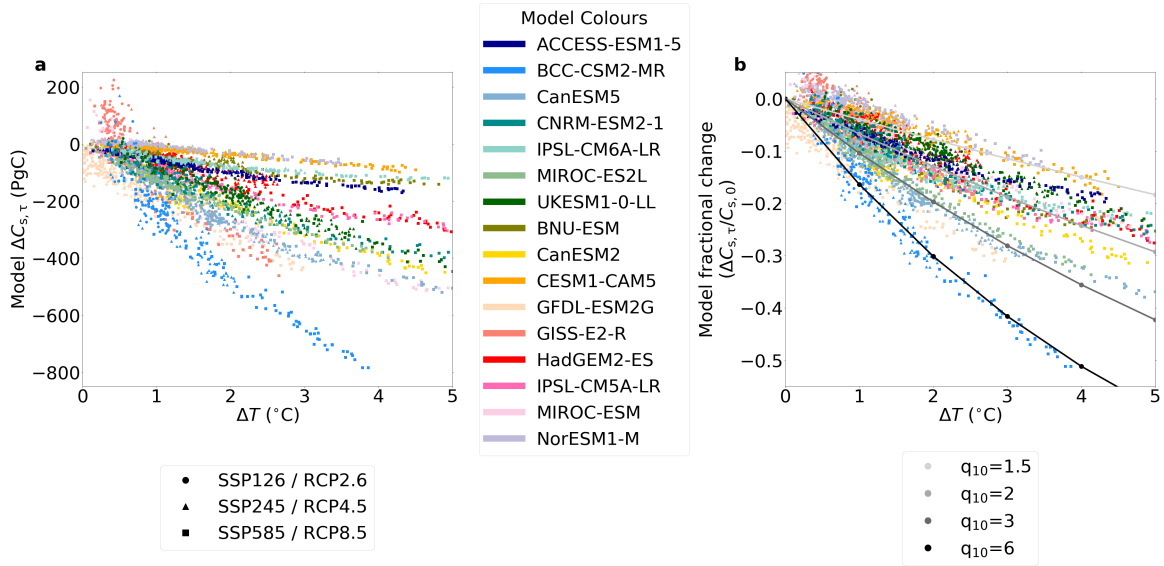 a
200
0
−200
−400
−600
−800
Model ΔC_{s, τ} (PgC)
0 1 2 3 4 5
ΔT (°C)
SSP126 / RCP2.6
SSP245 / RCP4.5
SSP585 / RCP8.5
Model Colours
ACCESS-ESM1-5
BCC-CSM2-MR
CanESM5
CNRM-ESM2-1
IPSL-CM6A-LR
MIROC-ES2L
UKESM1-0-LL
BNU-ESM
CanESM2
CESM1-CAM5
GFDL-ESM2G
GISS-E2-R
HadGEM2-ES
IPSL-CM5A-LR
MIROC-ESM
NorESM1-M
b
0.0
−0.1
−0.2
−0.3
−0.4
−0.5
Model fractional change
(ΔC_{s, τ}/C_{s, 0})
0 1 2 3 4 5
ΔT (°C)
q₁₀=1.5
q₁₀=2
q₁₀=3
q₁₀=6